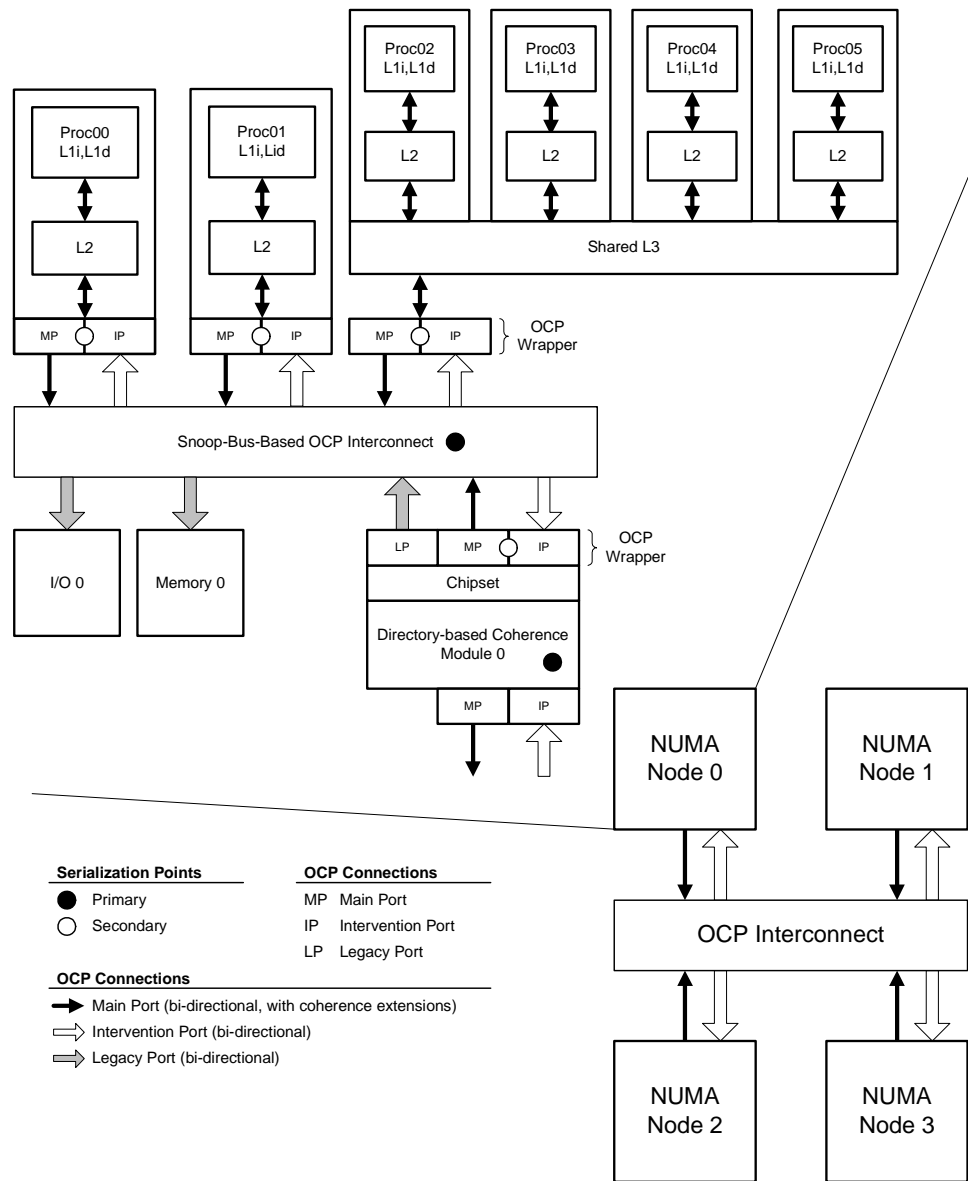 Proc02
L1i,L1d
Proc03
L1i,L1d
Proc04
L1i,L1d
Proc05
L1i,L1d
Proc00
L1i,L1d
Proc01
L1i,Lid
L2
L2
L2
L2
L2
L2
Shared L3
MP
IP
MP
IP
MP
IP
OCP
Wrapper
Snoop-Bus-Based OCP Interconnect
I/O 0
Memory 0
LP
MP
IP
OCP
Wrapper
Chipset
Directory-based Coherence
Module 0
MP
IP
NUMA
Node 0
NUMA
Node 1
OCP Interconnect
NUMA
Node 2
NUMA
Node 3
Serialization Points
Primary
Secondary
OCP Connections
MP Main Port
IP Intervention Port
LP Legacy Port
OCP Connections
Main Port (bi-directional, with coherence extensions)
Intervention Port (bi-directional)
Legacy Port (bi-directional)